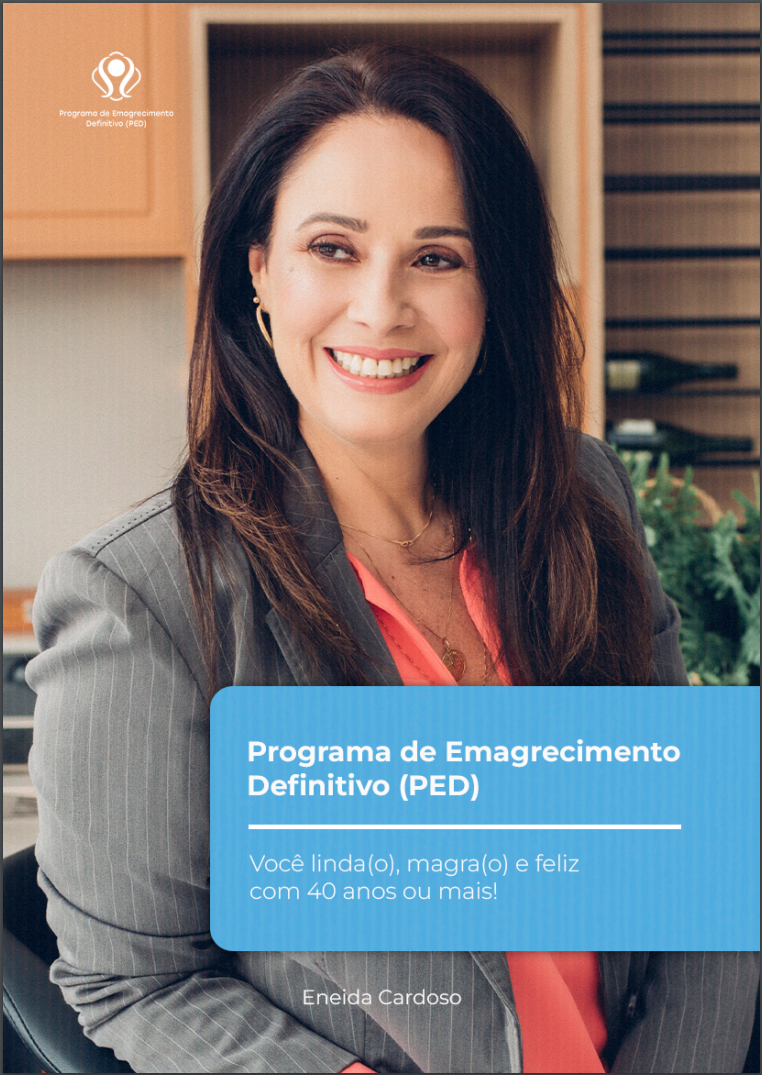 Programa de Emagrecimento
Definitivo (PED)
Programa de Emagrecimento
Definitivo (PED)
Você linda(o), magra(o) e feliz
com 40 anos ou mais!
Eneida Cardoso